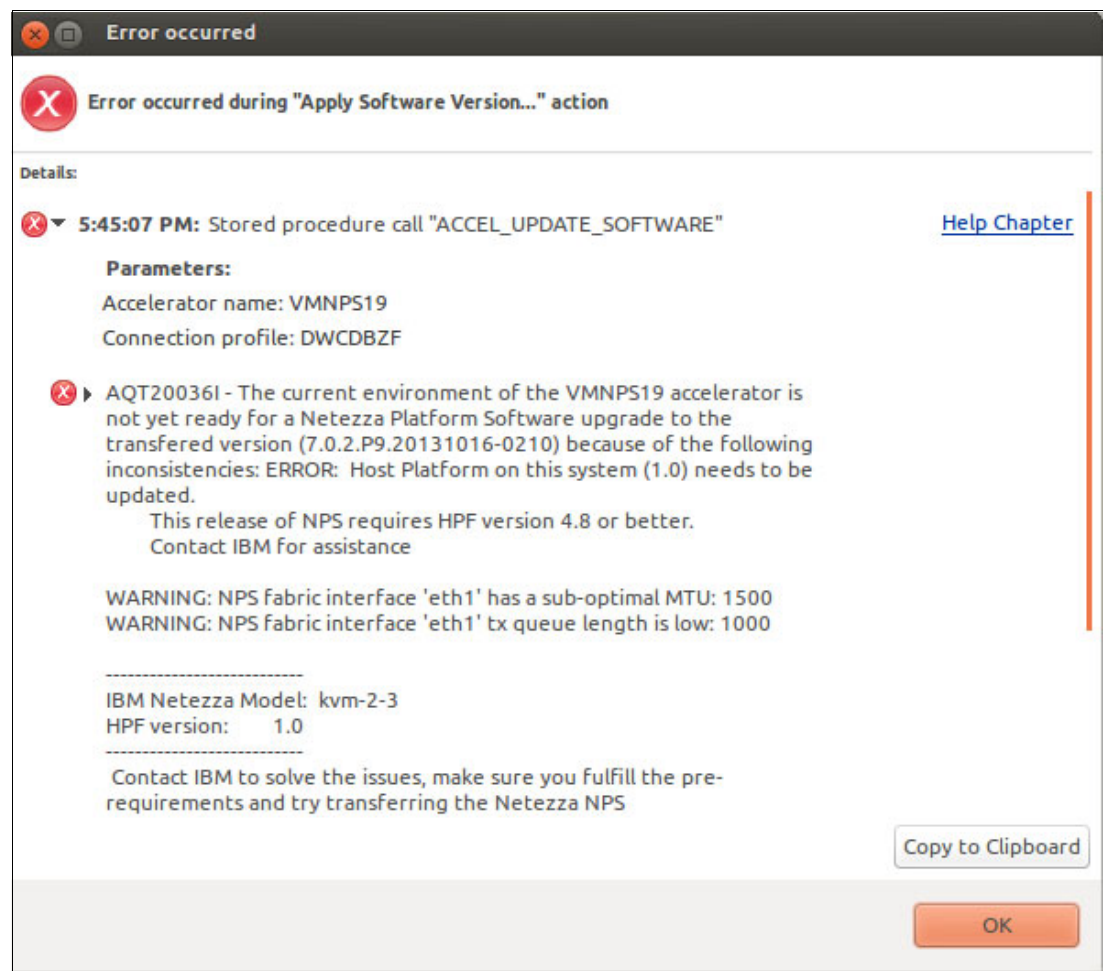 Error occurred
Error occurred during "Apply Software Version..." action
Details:
5:45:07 PM: Stored procedure call "ACCEL_UPDATE_SOFTWARE"
Help Chapter
Parameters:
Accelerator name: VMNPS19
Connection profile: DWCDBZF
AQT20036I - The current environment of the VMNPS19 accelerator is
not yet ready for a Netezza Platform Software upgrade to the
transfered version (7.0.2.P9.20131016-0210) because of the following
inconsistencies: ERROR: Host Platform on this system (1.0) needs to be
updated.
This release of NPS requires HPF version 4.8 or better.
Contact IBM for assistance
WARNING: NPS fabric interface 'eth1' has a sub-optimal MTU: 1500
WARNING: NPS fabric interface 'eth1' tx queue length is low: 1000
---------------------------
IBM Netezza Model: kvm-2-3
HPF version: 1.0
---------------------------
Contact IBM to solve the issues, make sure you fulfill the pre-
requirements and try transferring the Netezza NPS
Copy to Clipboard
OK